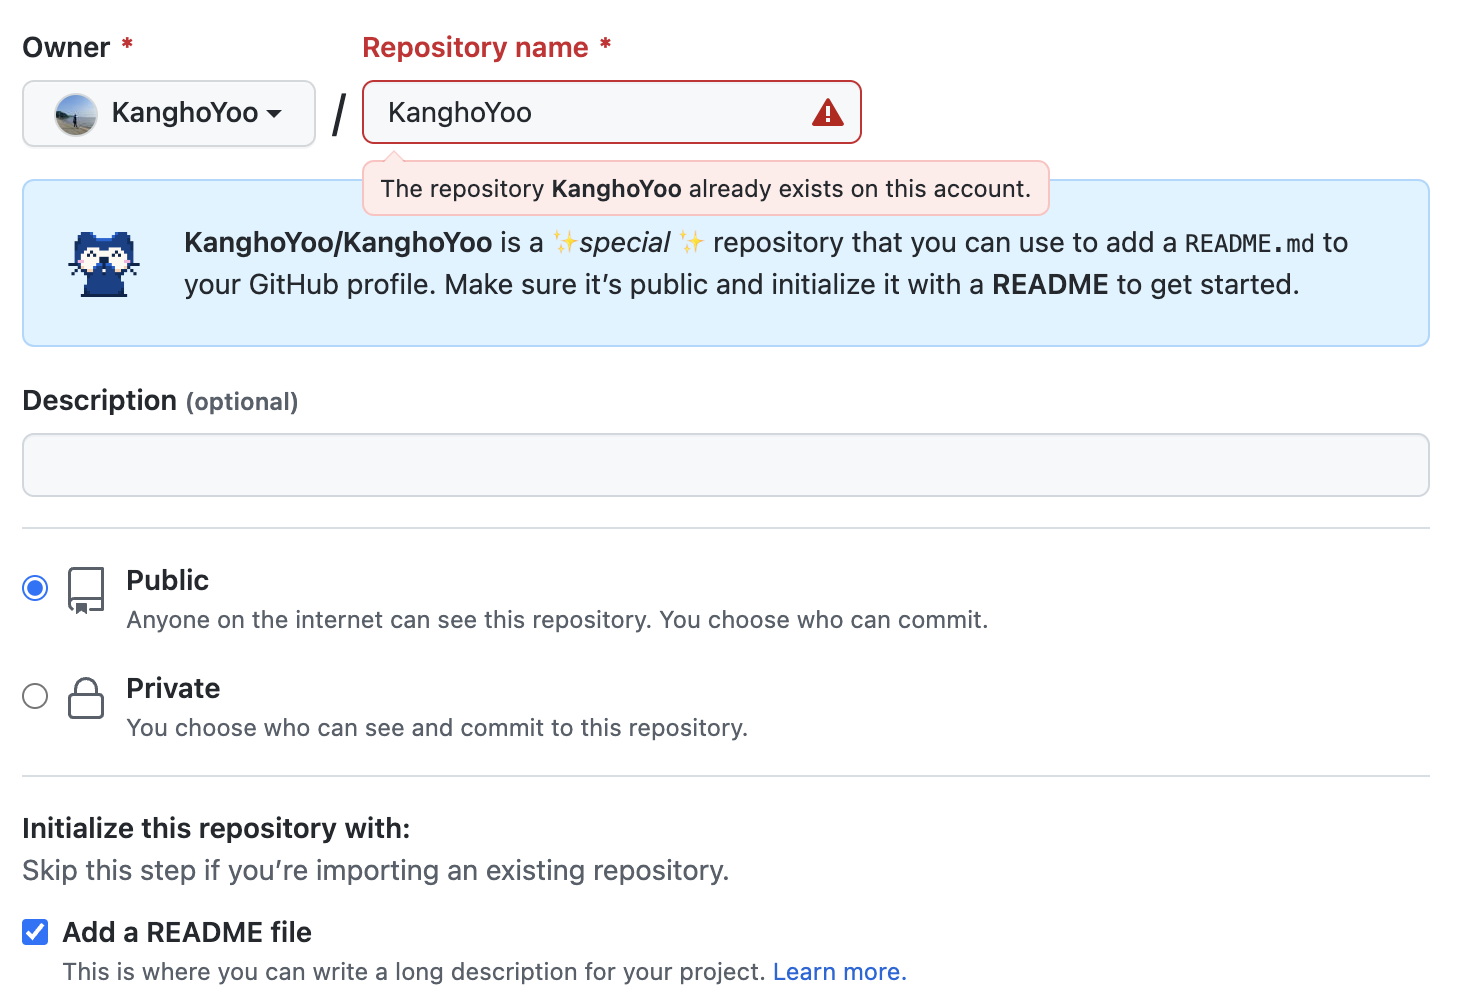 Owner *
Repository name *
KanghoYoo
/
KanghoYoo
The repository KanghoYoo already exists on this account.
KanghoYoo/KanghoYoo is a ✨special ✨ repository that you can use to add a README.md to
your GitHub profile. Make sure it’s public and initialize it with a README to get started.
Description (optional)
Public
Anyone on the internet can see this repository. You choose who can commit.
Private
You choose who can see and commit to this repository.
Initialize this repository with:
Skip this step if you’re importing an existing repository.
Add a README file
This is where you can write a long description for your project. Learn more.